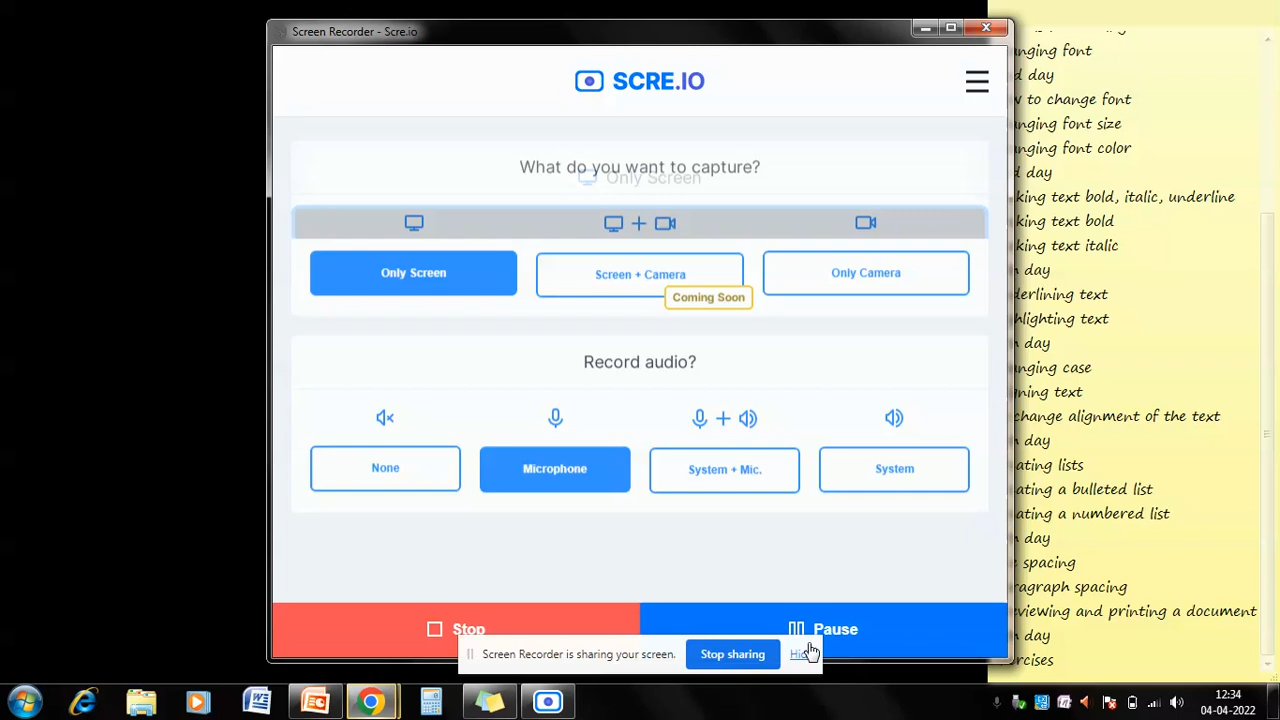 Screen Recorder - Scre.io
SCRE.IO
What do you want to capture?
Only Screen
Only Screen
Screen + Camera
Only Camera
Coming Soon
Record audio?
None
Microphone
System + Mic.
System
Stop
Pause
Screen Recorder is sharing your screen.
Stop sharing
anging font
d day
to change font
anging font size
anging font color
d day
king text bold, italic, underline
king text bold
king text italic
day
derlining text
hlighting text
day
anging case
ning text
change alignment of the text
day
ating lists
ating a bulleted list
ating a numbered list
day
spacing
ragraph spacing
viewing and printing a document
day
ercises
12:34
04-04-2022